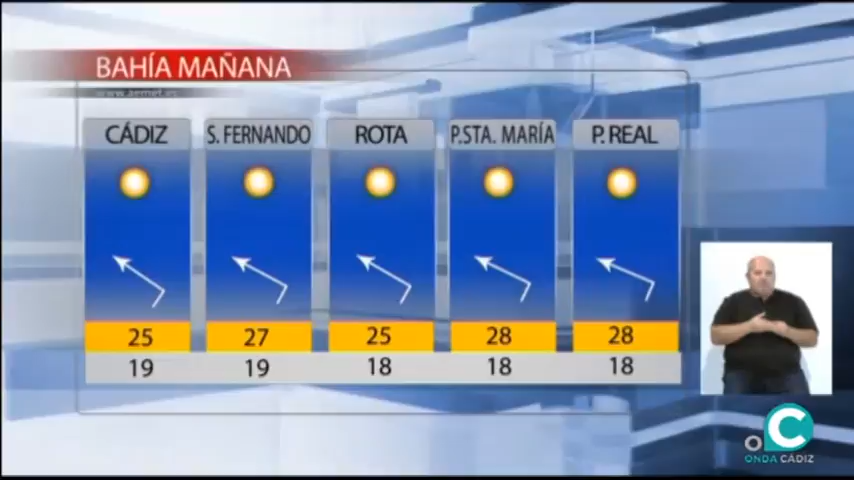 BAHÍA MAÑANA
www.aemet.es
CÁDIZ S. FERNANDO ROTA P.STA. MARÍA P. REAL
25 27 25 28 28
19 19 18 18 18
C
ONDA CÁDIZ